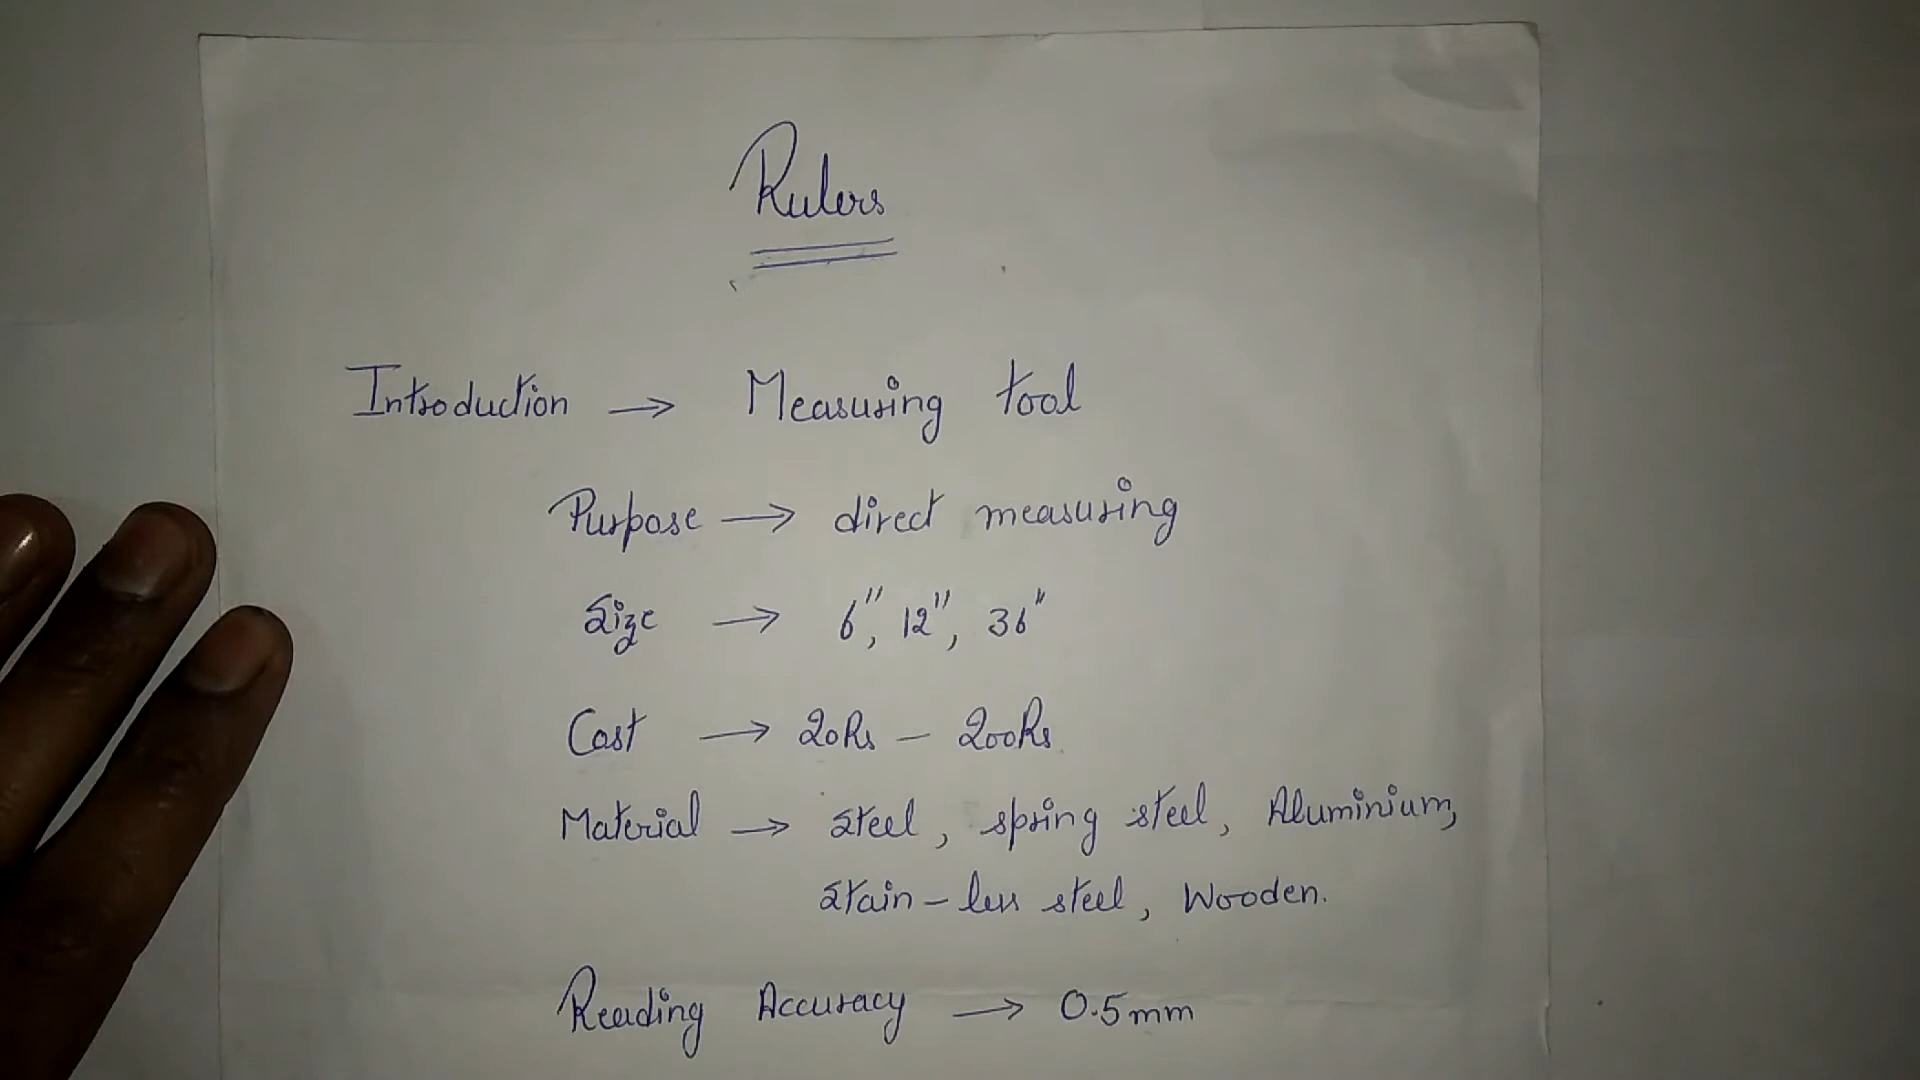 Rulers
Introduction → Measuring tool
Purpose → direct measuring
Size → 6", 12", 36"
Cost → 20Rs – 200Rs
Material → Steel, spring steel, Aluminium,
Stain-less steel, Wooden.
Reading Accuracy → 0.5mm